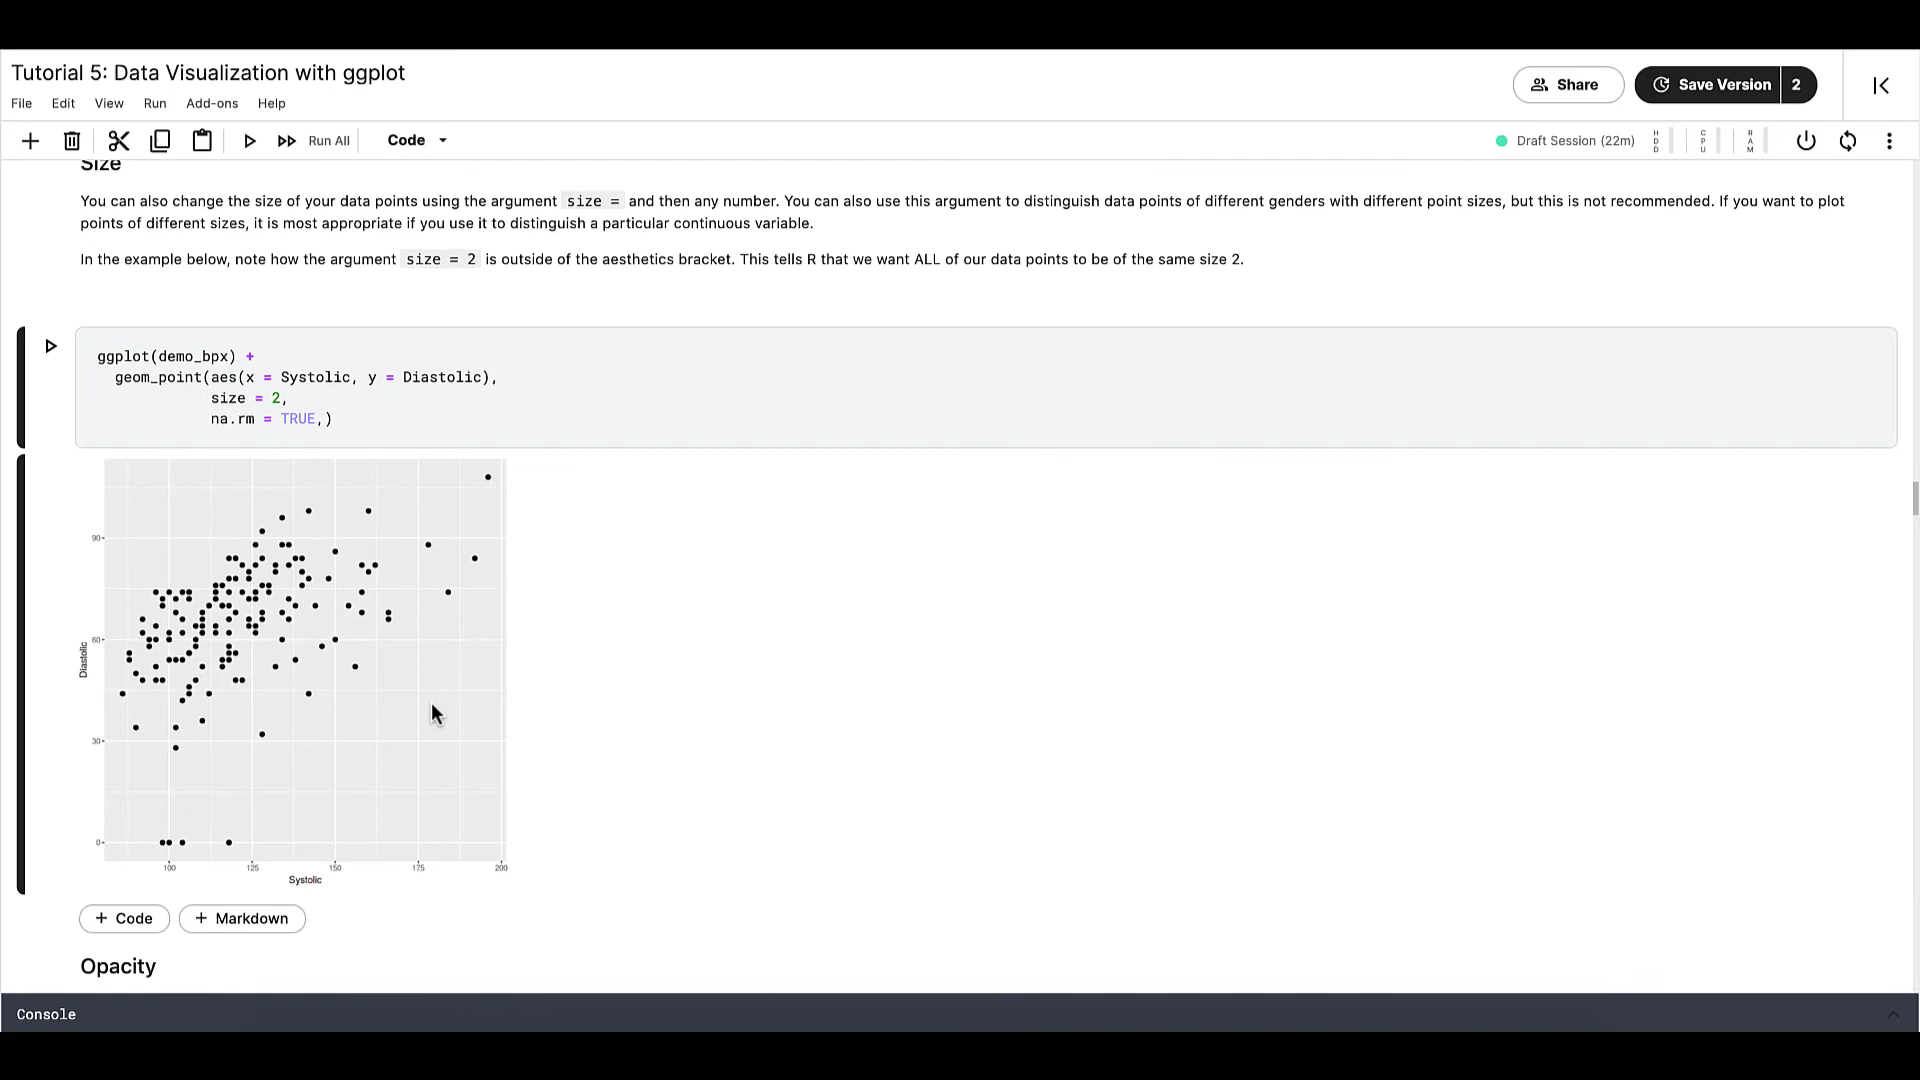 Tutorial 5: Data Visualization with ggplot
Share
Save Version 2
File Edit View Run Add-ons Help
Run All Code
Draft Session (22m)
HDD
CPU
RAM
Size
You can also change the size of your data points using the argument size = and then any number. You can also use this argument to distinguish data points of different genders with different point sizes, but this is not recommended. If you want to plot
points of different sizes, it is most appropriate if you use it to distinguish a particular continuous variable.
In the example below, note how the argument size = 2 is outside of the aesthetics bracket. This tells R that we want ALL of our data points to be of the same size 2.
ggplot(demo_bpx) +
geom_point(aes(x = Systolic, y = Diastolic),
size = 2,
na.rm = TRUE,)
90
60
30
0
Diastolic
100 125 150 175 200
Systolic
+ Code + Markdown
Opacity
Console